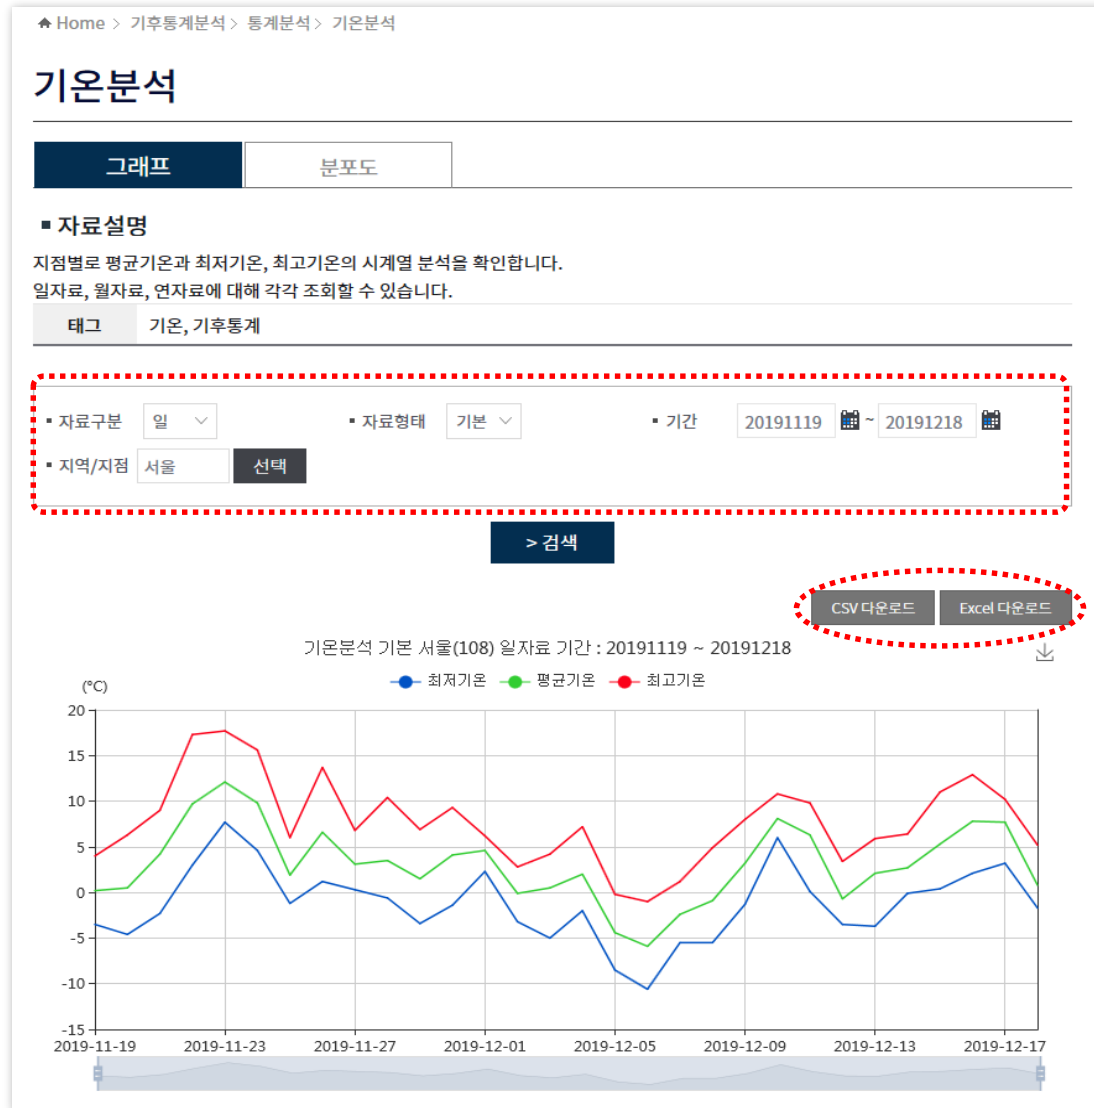 Home > 기후통계분석 > 통계분석 > 기온분석
기온분석
그래프 분포도
▪ 자료설명
지점별로 평균기온과 최저기온, 최고기온의 시계열 분석을 확인합니다.
일자료, 월자료, 연자료에 대해 각각 조회할 수 있습니다.
태그 기온, 기후통계
▪ 자료구분 일 ▪ 자료형태 기본 ▪ 기간 20191119 ~ 20191218
▪ 지역/지점 서울 선택
> 검색
CSV 다운로드 Excel 다운로드
기온분석 기본 서울(108) 일자료 기간 : 20191119 ~ 20191218
최저기온 평균기온 최고기온
(°C)
20
15
10
5
0
-5
-10
-15
2019-11-19 2019-11-23 2019-11-27 2019-12-01 2019-12-05 2019-12-09 2019-12-13 2019-12-17